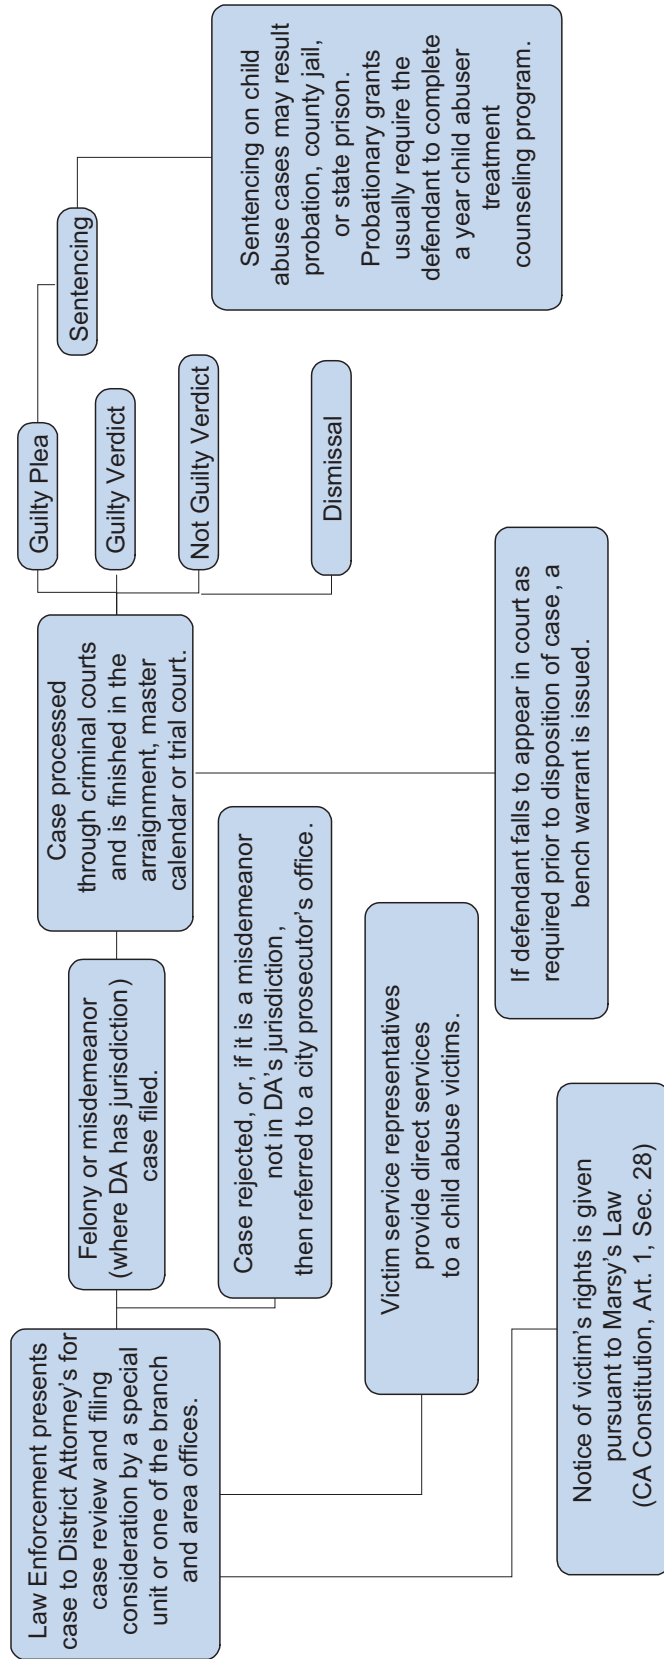 Law Enforcement presents
case to District Attorney's for
case review and filing
consideration by a special
unit or one of the branch
and area offices.
Felony or misdemeanor
(where DA has jurisdiction)
case filed.
Case rejected, or, if it is a misdemeanor
not in DA's jurisdiction,
then referred to a city prosecutor's office.
Victim service representatives
provide direct services
to a child abuse victims.
Notice of victim's rights is given
pursuant to Marsy's Law
(CA Constitution, Art. 1, Sec. 28)
Case processed
through criminal courts
and is finished in the
arraignment, master
calendar or trial court.
If defendant falls to appear in court as
required prior to disposition of case, a
bench warrant is issued.
Guilty Plea
Guilty Verdict
Not Guilty Verdict
Dismissal
Sentencing
Sentencing on child
abuse cases may result
probation, county jail,
or state prison.
Probationary grants
usually require the
defendant to complete
a year child abuser
treatment
counseling program.